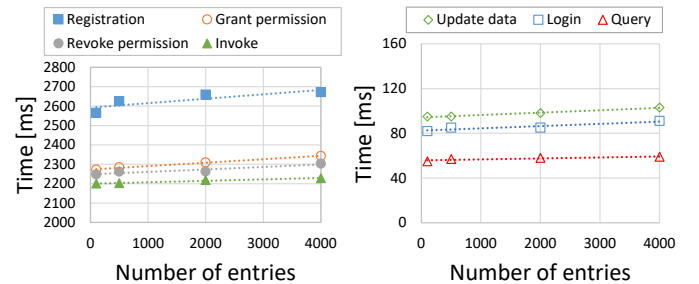 Registration Grant permission
Revoke permission Invoke
2800
2700
2600
2500
2400
2300
2200
2100
2000
0 1000 2000 3000 4000
Time [ms]
Number of entries
Update data Login Query
160
120
80
40
0
0 1000 2000 3000 4000
Time [ms]
Number of entries